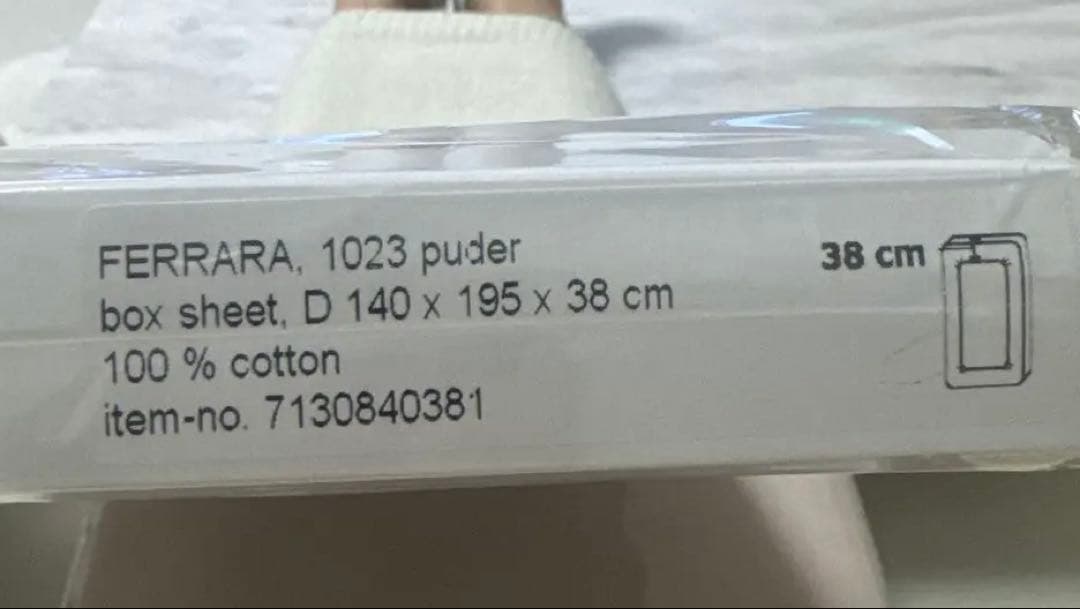 FERRARA, 1023 puder
38 cm
box sheet, D 140 x 195 x 38 cm
100 % cotton
item-no. 7130840381